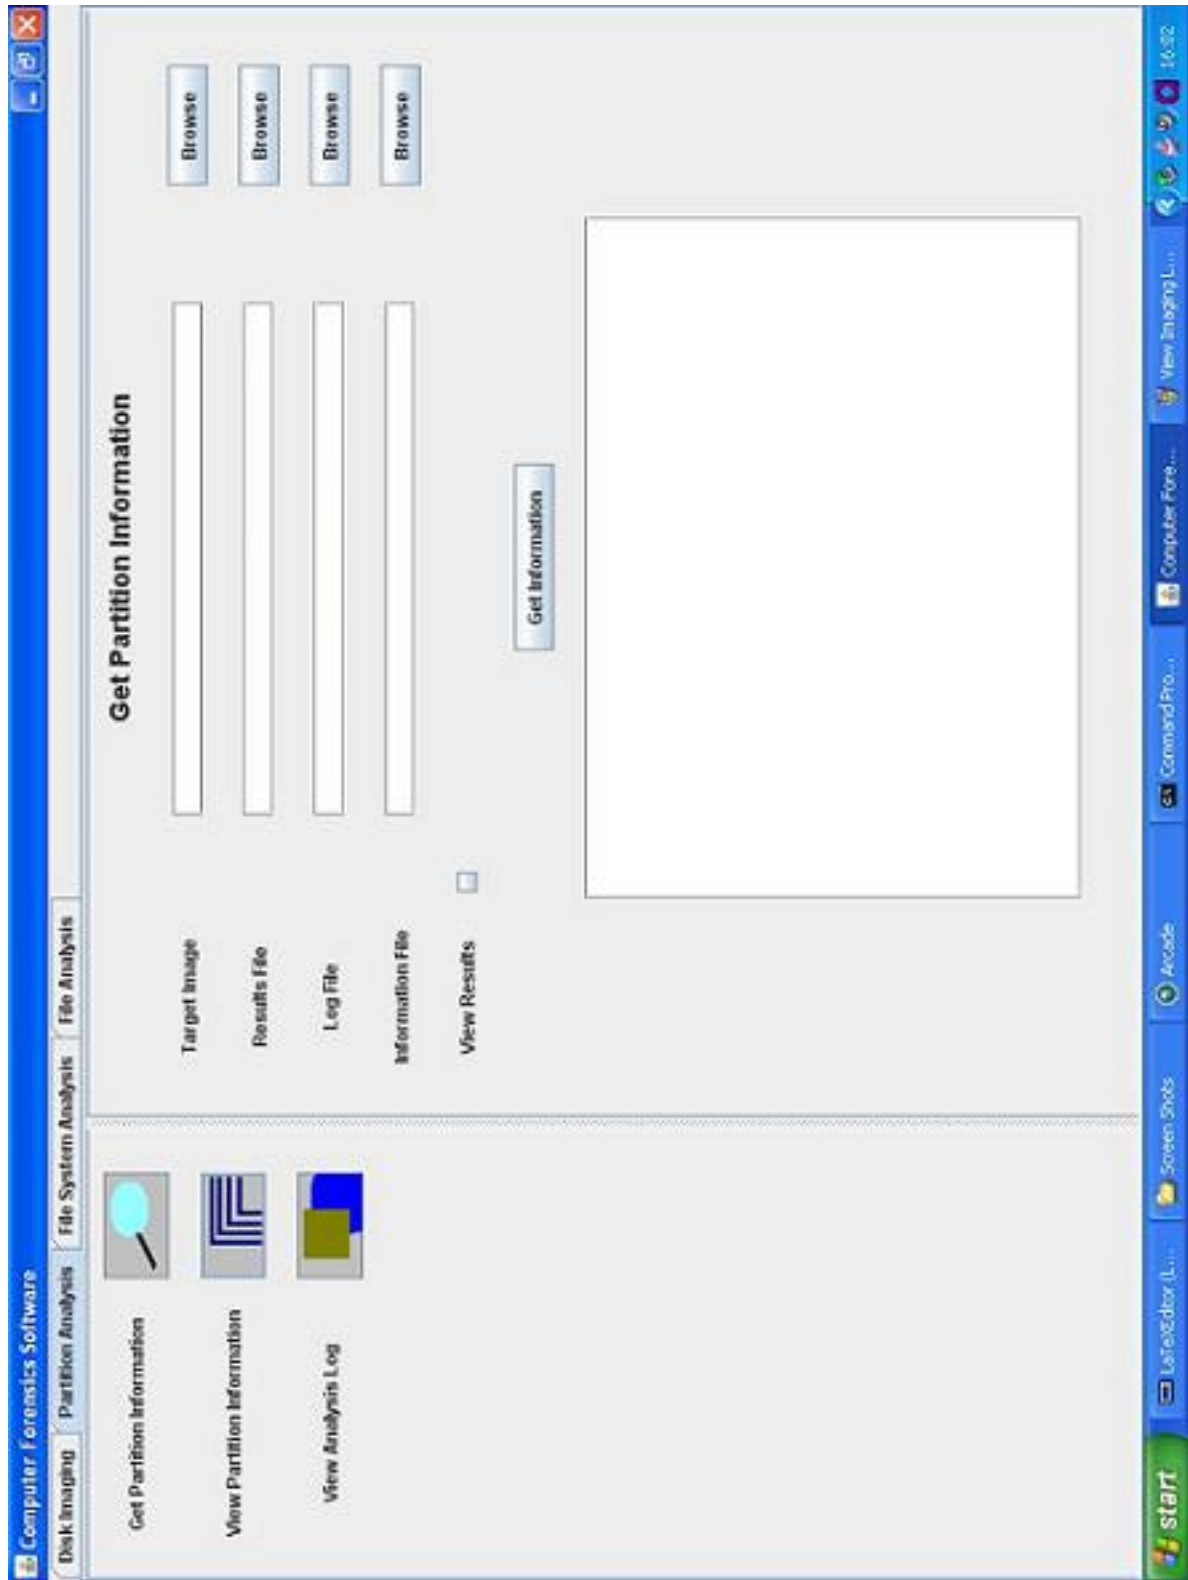 Computer Forensics Software
Disk Imaging
Partition Analysis
File System Analysis
File Analysis
Get Partition Information
View Partition Information
View Analysis Log
Get Partition Information
Target Image
Browse
Results File
Browse
Log File
Browse
Information File
Browse
View Results
Get Information
start
LaTeXEditor (L...
Screen Shots
Arcade
Command Pro...
Computer Fore...
View Imaging L...
16:02